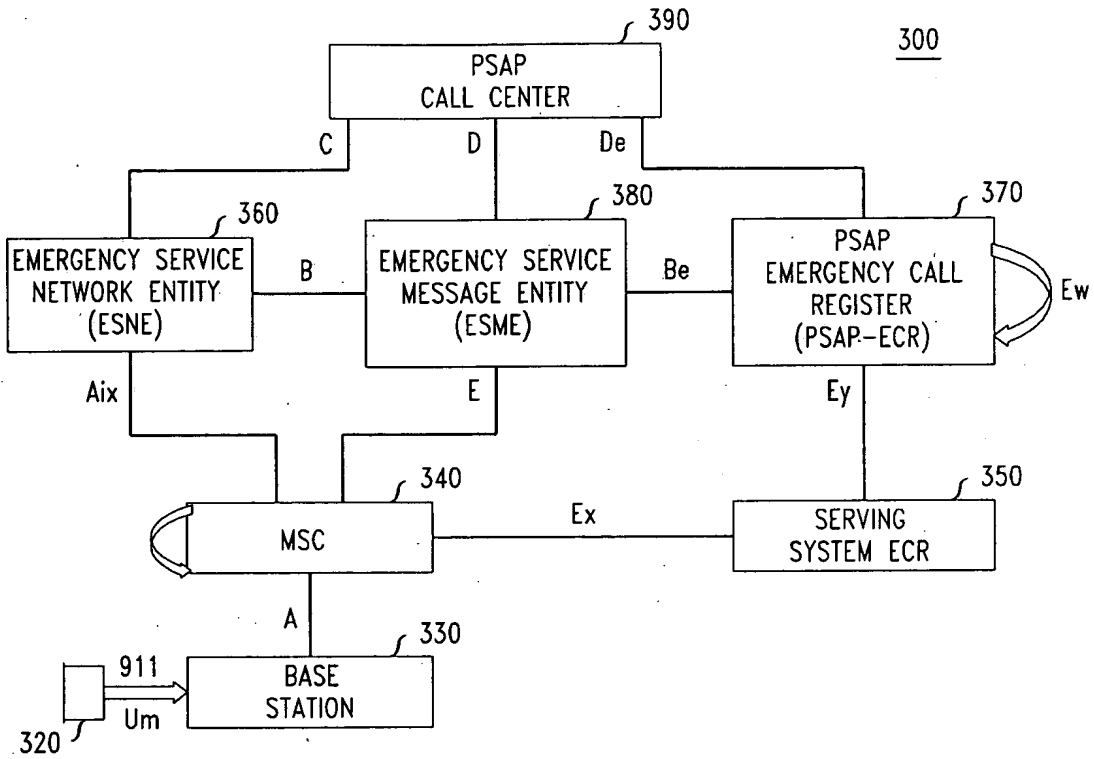 390
300
PSAP
CALL CENTER
C
D
De
360
380
370
EMERGENCY SERVICE
NETWORK ENTITY
(ESNE)
B
EMERGENCY SERVICE
MESSAGE ENTITY
(ESME)
Be
PSAP
EMERGENCY CALL
REGISTER
(PSAP-ECR)
Ew
Aix
E
Ey
340
350
MSC
Ex
SERVING
SYSTEM ECR
A
330
911
Um
320
BASE
STATION